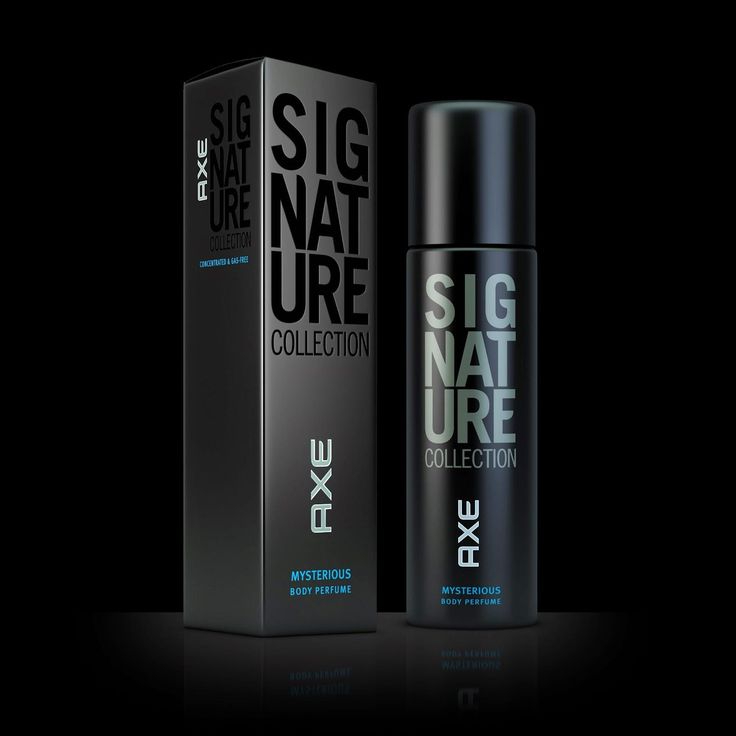 AXE
SIG
NAT
URE
COLLECTION
CONCENTRATED & GAS-FREE
SIG
NAT
URE
COLLECTION
AXE
MYSTERIOUS
BODY PERFUME
SIG
NAT
URE
COLLECTION
AXE
MYSTERIOUS
BODY PERFUME